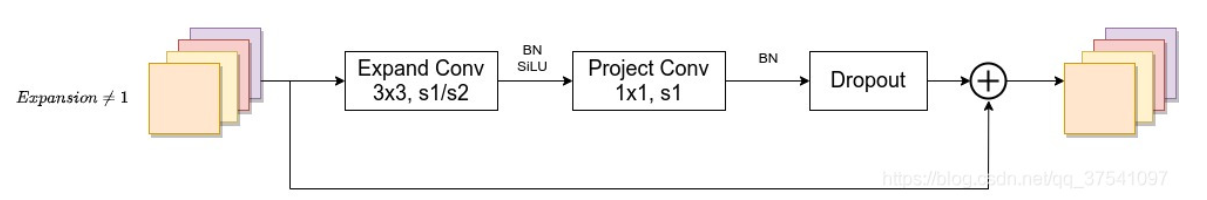 Expansion ≠ 1
Expand Conv
3x3, s1/s2
BN
SiLU
Project Conv
1x1, s1
BN
Dropout
https://blog.csdn.net/qq_37541097